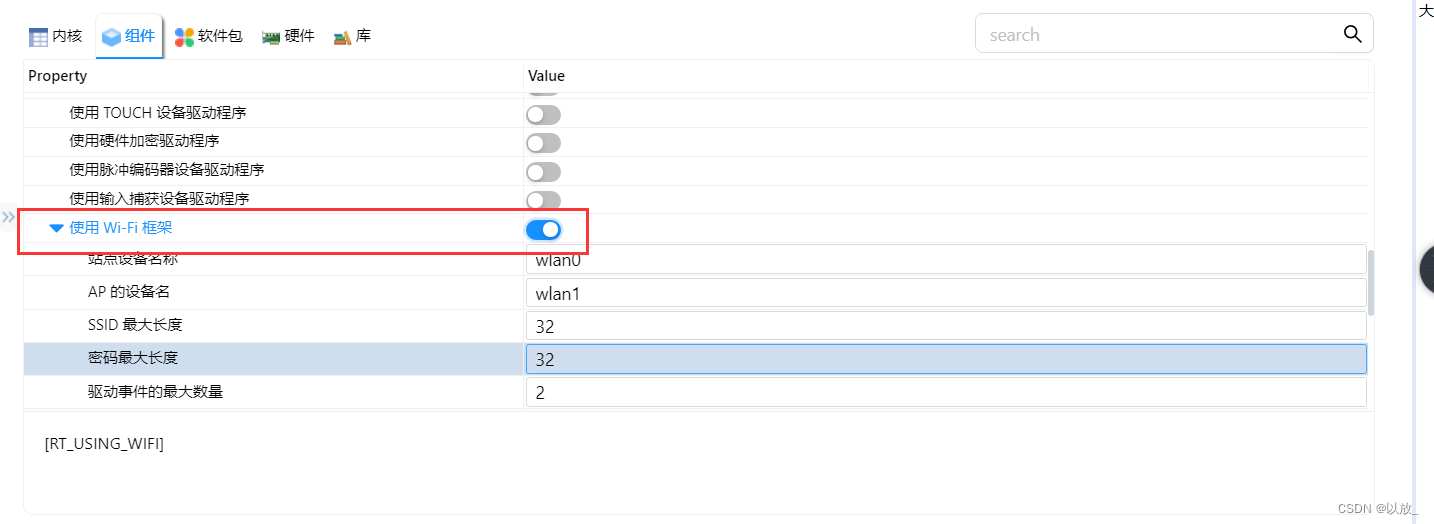 大
内核 组件 软件包 硬件 库 search
Property Value
使用 TOUCH 设备驱动程序
使用硬件加密驱动程序
使用脉冲编码器设备驱动程序
使用输入捕获设备驱动程序
使用 Wi-Fi 框架
站点设备名称 wlan0
AP 的设备名 wlan1
SSID 最大长度 32
密码最大长度 32
驱动事件的最大数量 2
[RT_USING_WIFI]
CSDN @以放_